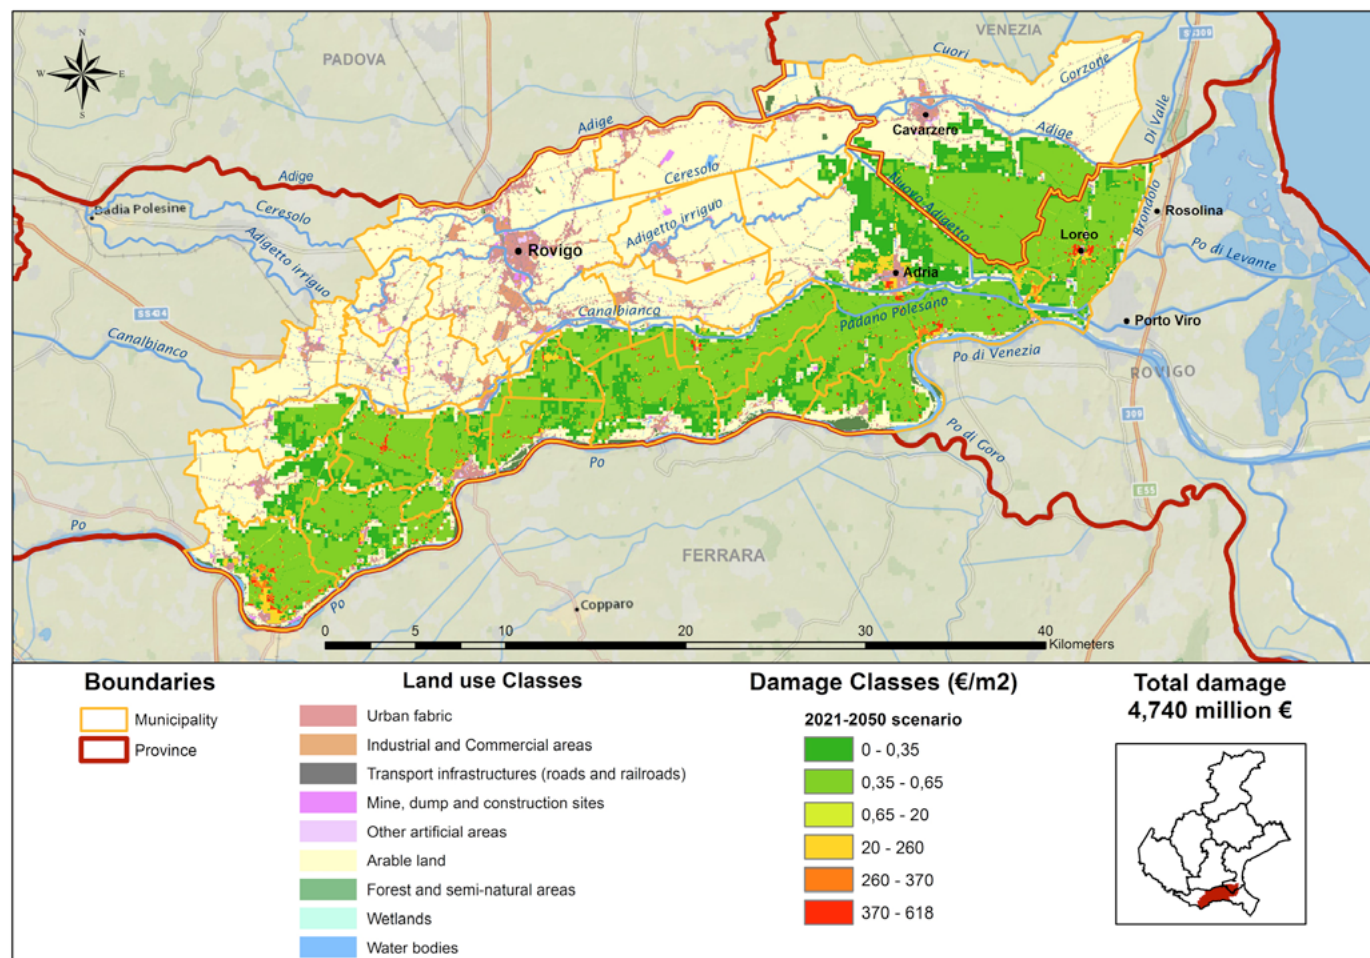 N
W
E
S
PADOVA
VENEZIA
SS309
Cuori
Gorzone
Adige
Cavarzere
Adige
Di Valle
Ceresolo
Adige
Badia Polesine
Ceresolo
Nuovo Adigetto
Brondolo
Rosolina
Adigetto irriguo
Rovigo
Adigetto irriguo
Loreo
Po di Levante
Adria
SS434
Canalbianco
Canalbianco
Padano Polesano
Porto Viro
Po di Venezia
ROVIGO
309
Po di Goro
Po
E55
Po
FERRARA
Po
Copparo
0
5
10
20
30
40
Kilometers
Boundaries
Municipality
Province
Land use Classes
Urban fabric
Industrial and Commercial areas
Transport infrastructures (roads and railroads)
Mine, dump and construction sites
Other artificial areas
Arable land
Forest and semi-natural areas
Wetlands
Water bodies
Damage Classes (€/m2)
2021-2050 scenario
0 - 0,35
0,35 - 0,65
0,65 - 20
20 - 260
260 - 370
370 - 618
Total damage
4,740 million €